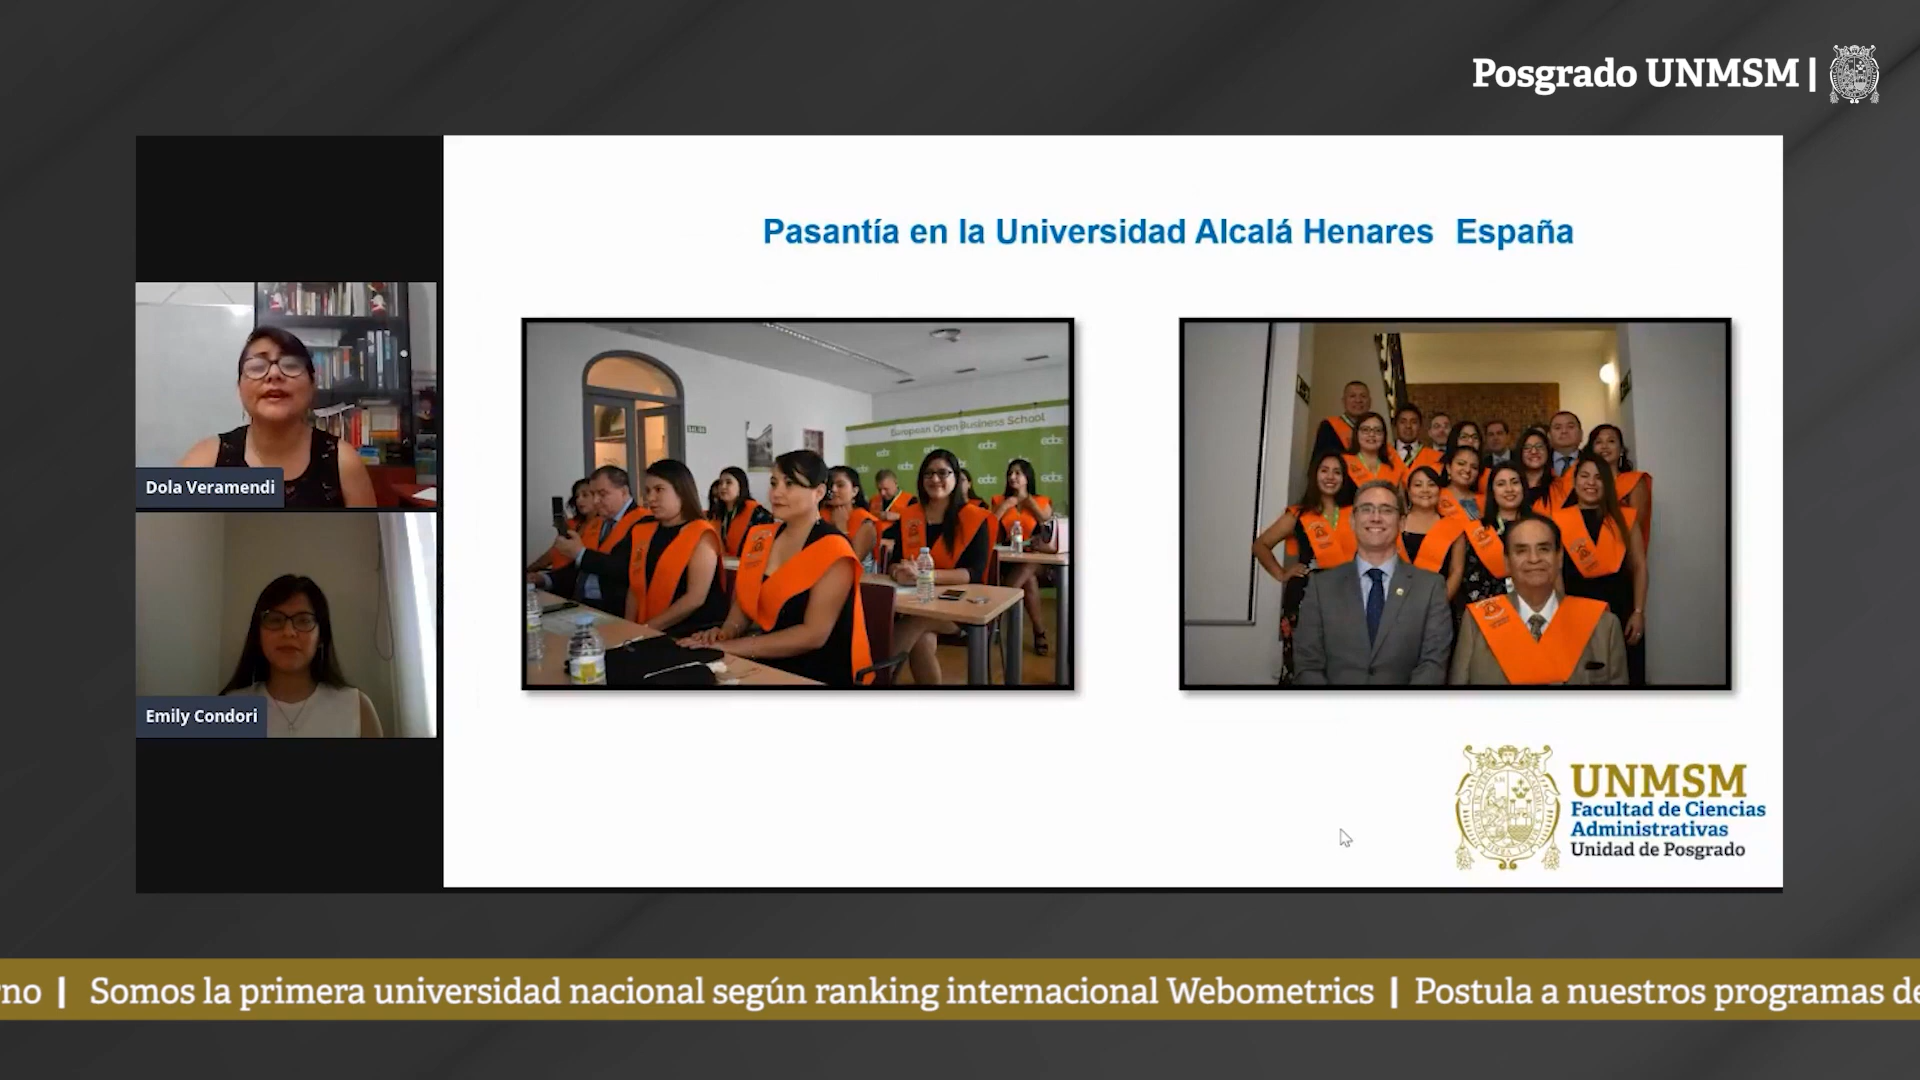 Posgrado UNMSM |
Pasantía en la Universidad Alcalá Henares España
European Open Business School
Dola Veramendi
Emily Condori
UNMSM
Facultad de Ciencias
Administrativas
Unidad de Posgrado
no | Somos la primera universidad nacional según ranking internacional Webometrics | Postula a nuestros programas de